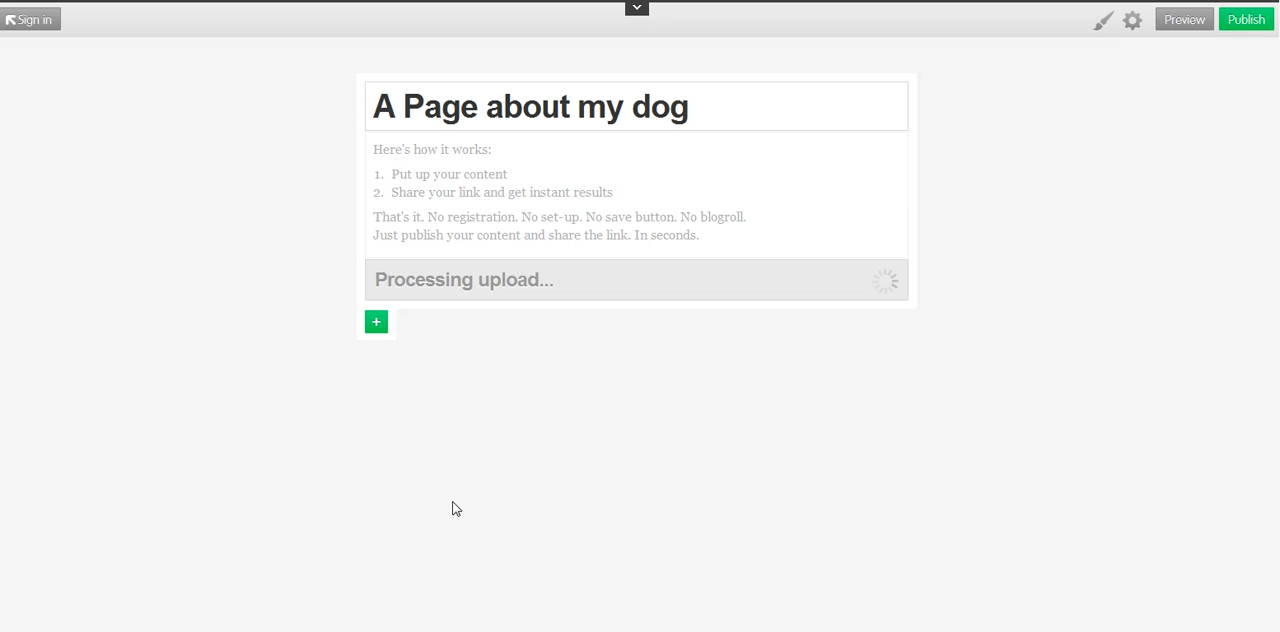 Sign in
Preview
Publish
A Page about my dog
Here's how it works:
1. Put up your content
2. Share your link and get instant results
That's it. No registration. No set-up. No save button. No blogroll.
Just publish your content and share the link. In seconds.
Processing upload...
+